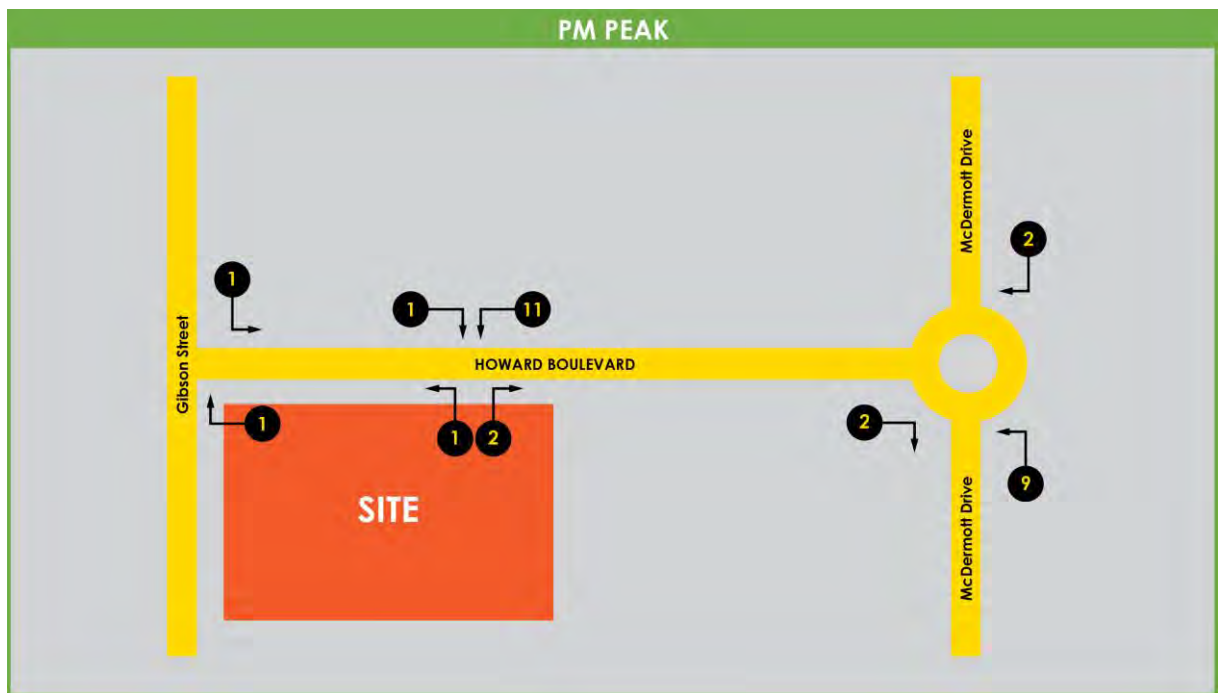 PM PEAK
McDermott Drive
2
1
1
11
Gibson Street
HOWARD BOULEVARD
1
1
2
2
9
SITE
McDermott Drive